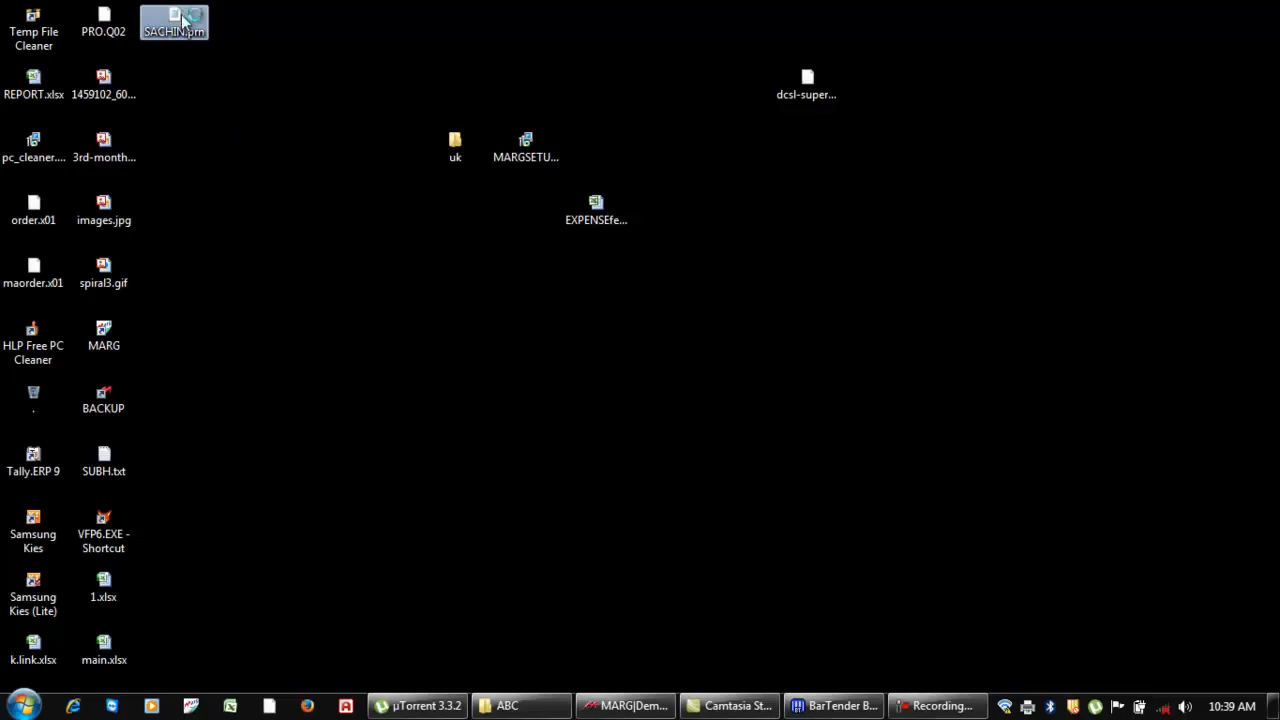 Temp File
Cleaner
PRO.Q02
SACHIN.prn
REPORT.xlsx
1459102_60...
dcsl-super...
pc_cleaner....
3rd-month...
uk
MARGSETU...
order.x01
images.jpg
EXPENSEfe...
maorder.x01
spiral3.gif
HLP Free PC
Cleaner
MARG
.
BACKUP
Tally.ERP 9
SUBH.txt
Samsung
Kies
VFP6.EXE -
Shortcut
Samsung
Kies (Lite)
1.xlsx
k.link.xlsx
main.xlsx
µTorrent 3.3.2
ABC
MARG|Dem...
Camtasia St...
BarTender B...
Recording...
10:39 AM